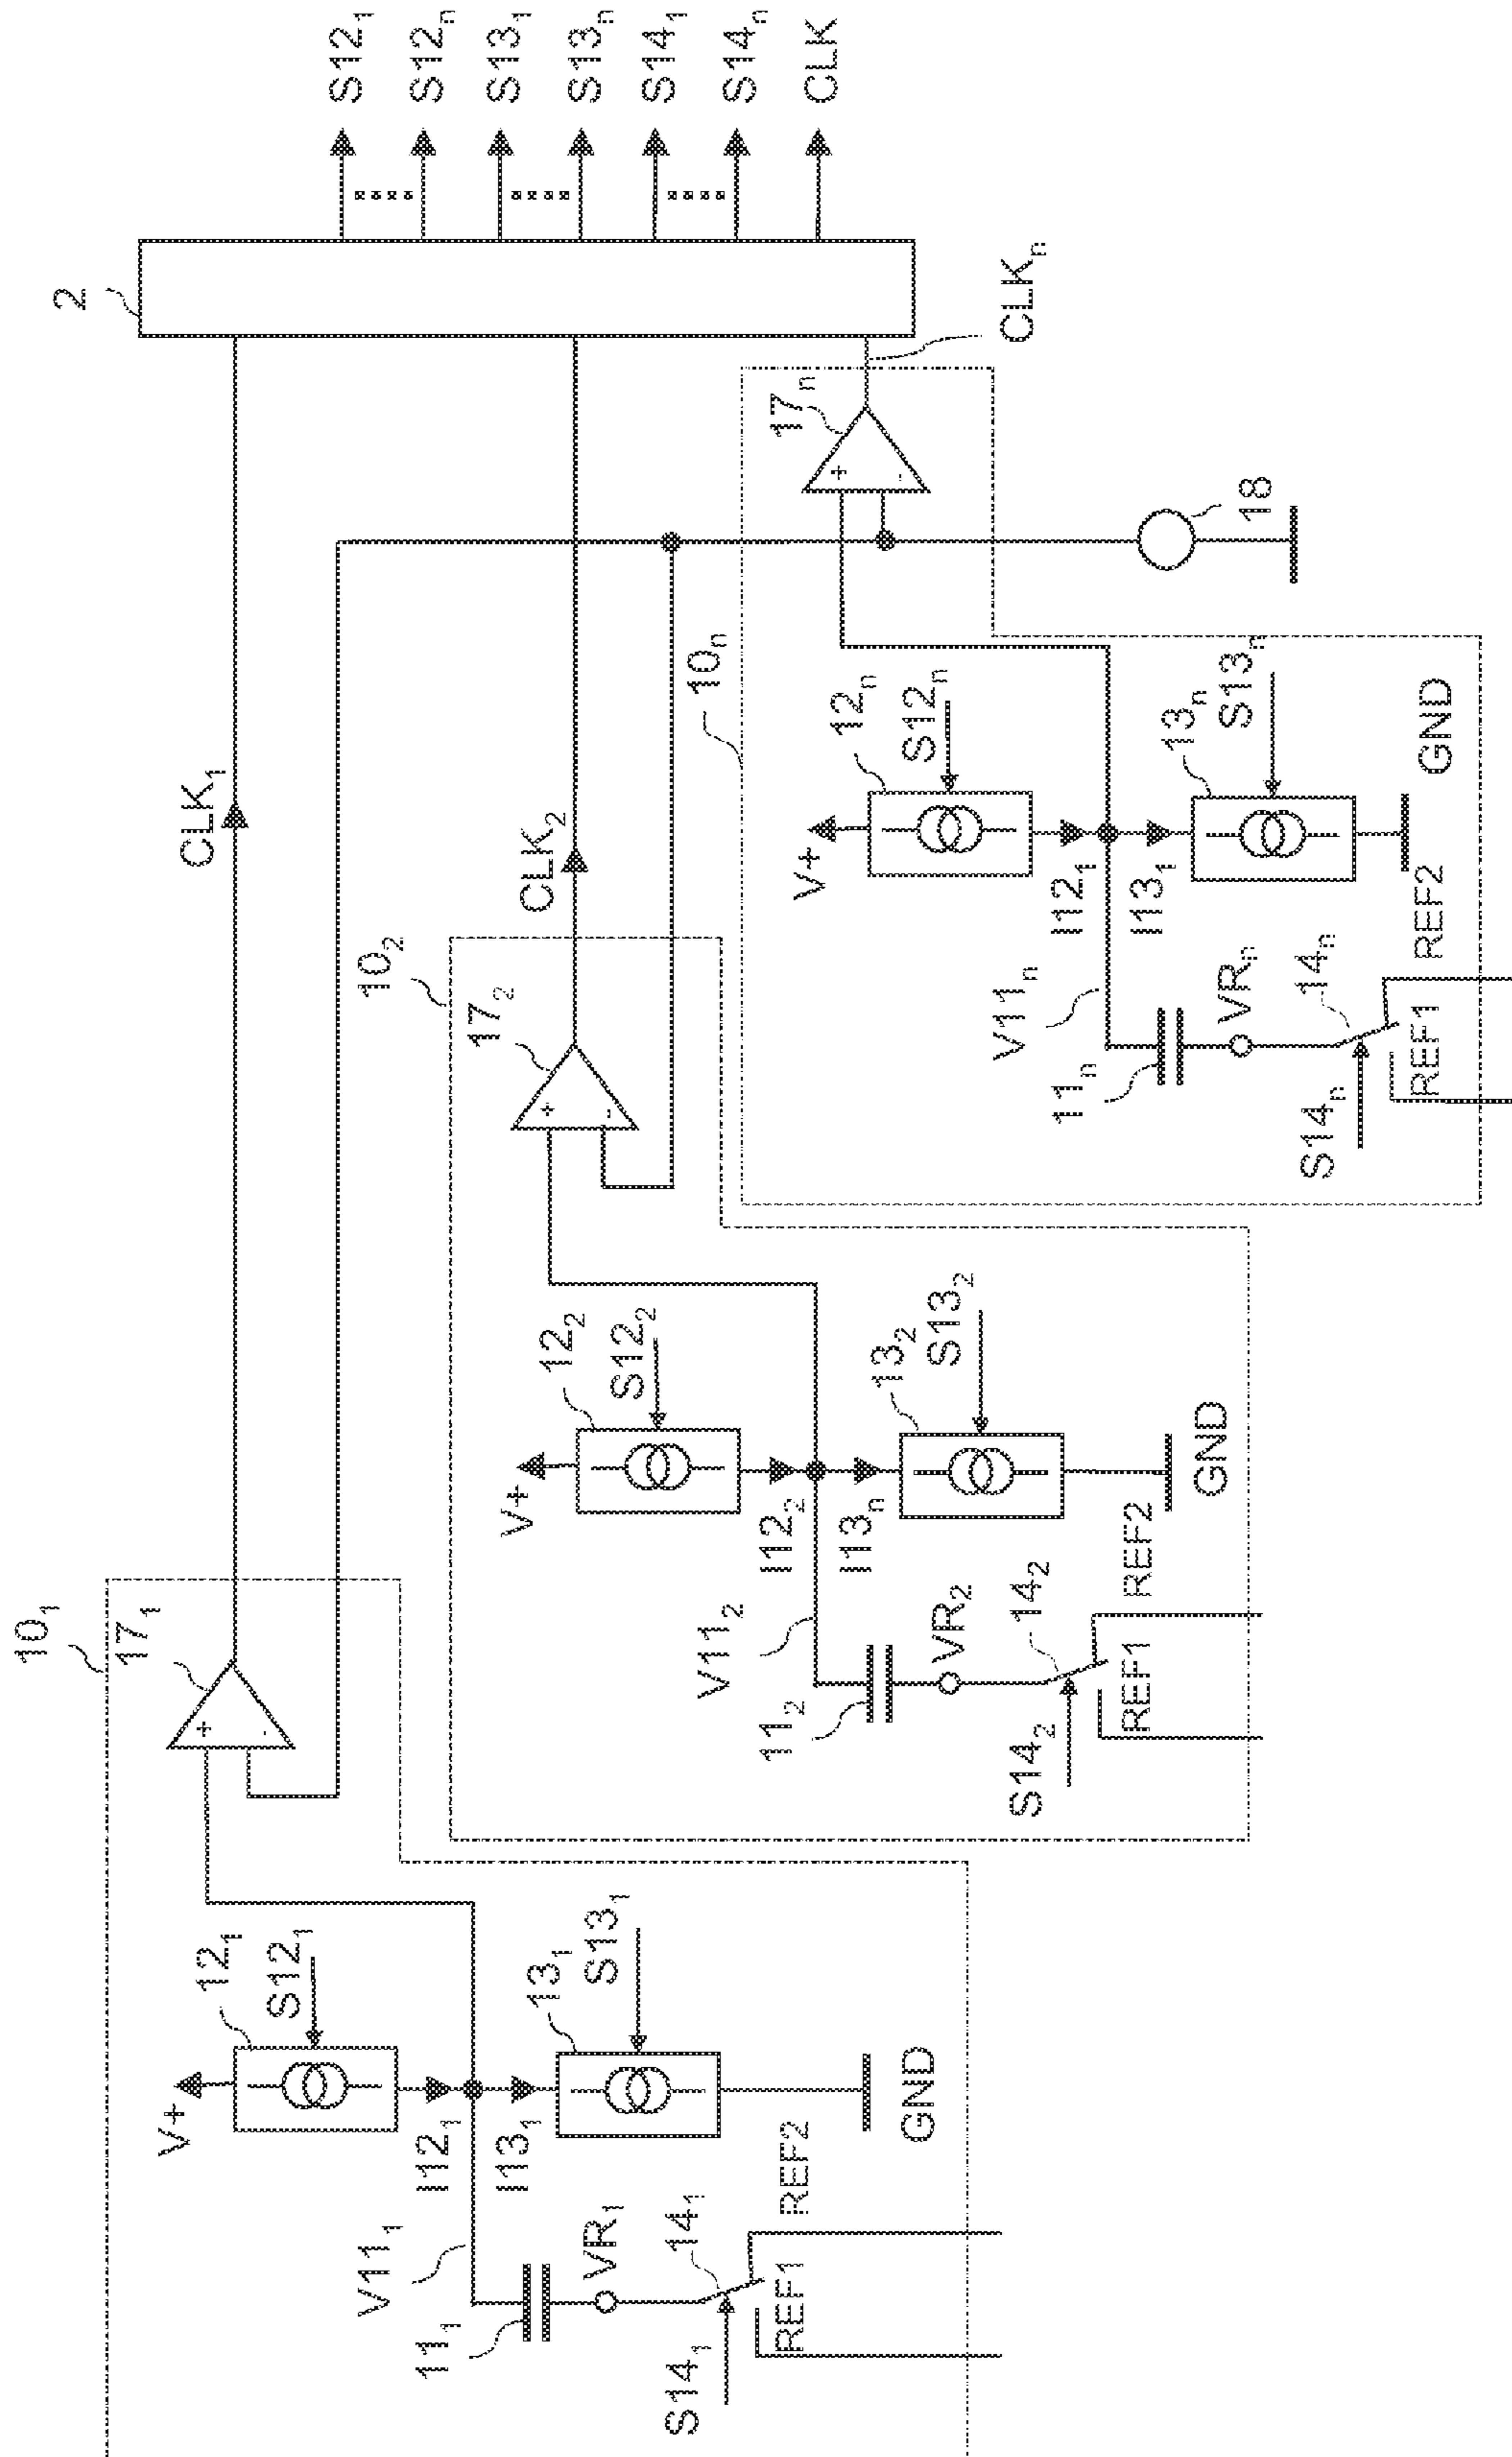 10₁
17₁
+
-
CLK₁
2
S12₁
S12ₙ
S13₁
S13ₙ
S14₁
S14ₙ
CLK
V+
12₁
S12₁
I12₁
I13₁
13₁
S13₁
V11₁
11₁
VR₁
14₁
S14₁
REF1
REF2
GND
10₂
17₂
+
-
CLK₂
V+
12₂
S12₂
I12₂
I13ₙ
13₂
S13₂
V11₂
11₂
VR₂
14₂
S14₂
REF1
REF2
GND
10ₙ
17ₙ
+
-
CLKₙ
18
V+
12ₙ
S12ₙ
I12₁
I13₁
13ₙ
S13ₙ
V11ₙ
11ₙ
VRₙ
14ₙ
S14ₙ
REF1
REF2
GND